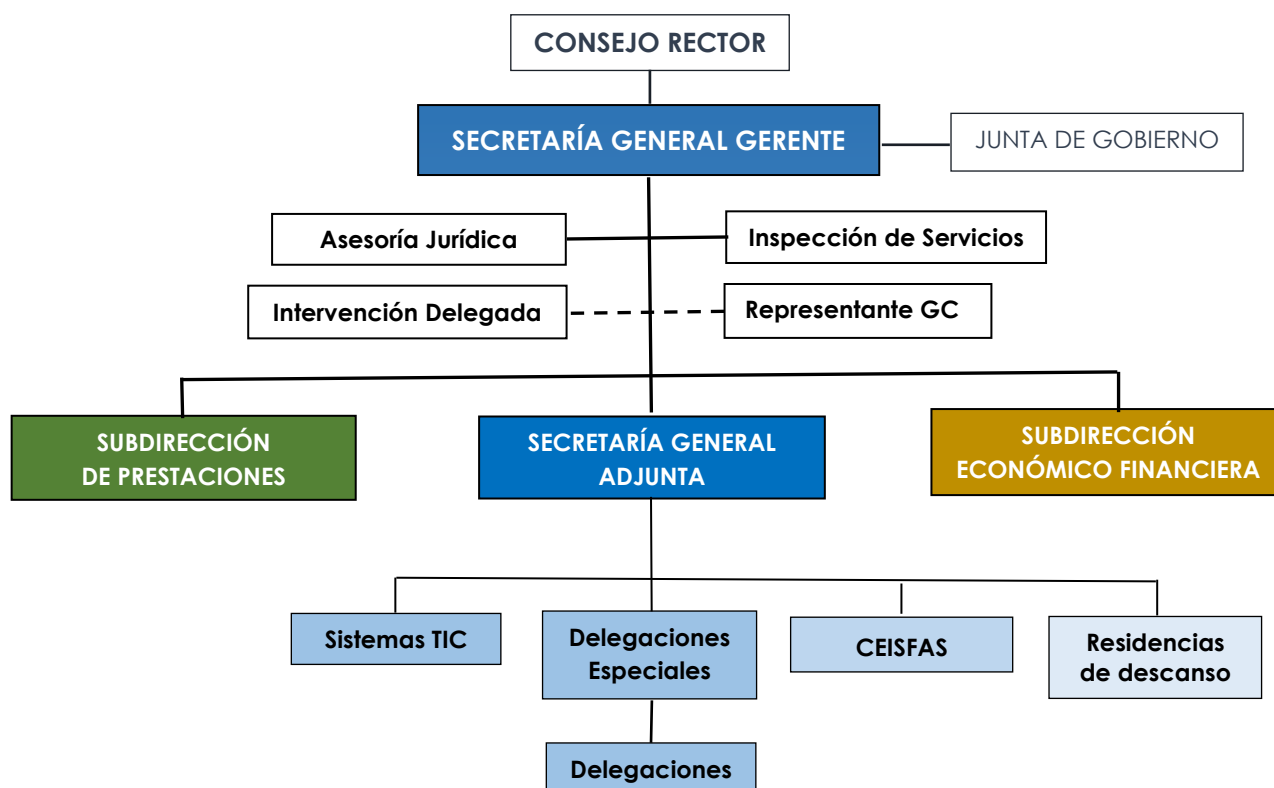 CONSEJO RECTOR
SECRETARÍA GENERAL GERENTE
JUNTA DE GOBIERNO
Asesoría Jurídica
Inspección de Servicios
Intervención Delegada
Representante GC
SUBDIRECCIÓN
DE PRESTACIONES
SECRETARÍA GENERAL
ADJUNTA
SUBDIRECCIÓN
ECONÓMICO FINANCIERA
Sistemas TIC
Delegaciones
Especiales
CEISFAS
Residencias
de descanso
Delegaciones